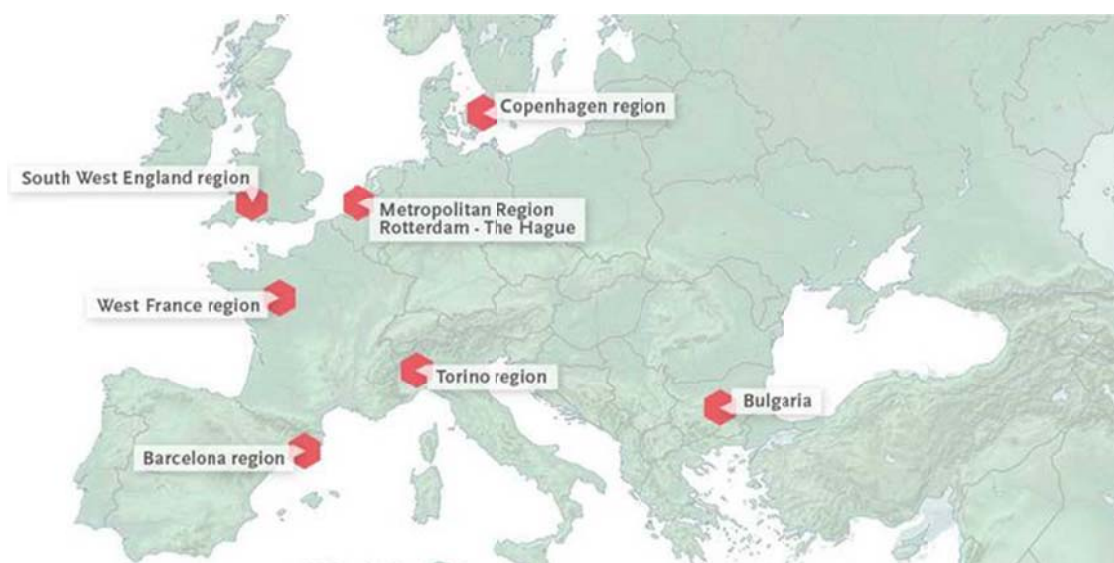 Copenhagen region
South West England region
Metropolitan Region
Rotterdam - The Hague
West France region
Torino region
Bulgaria
Barcelona region